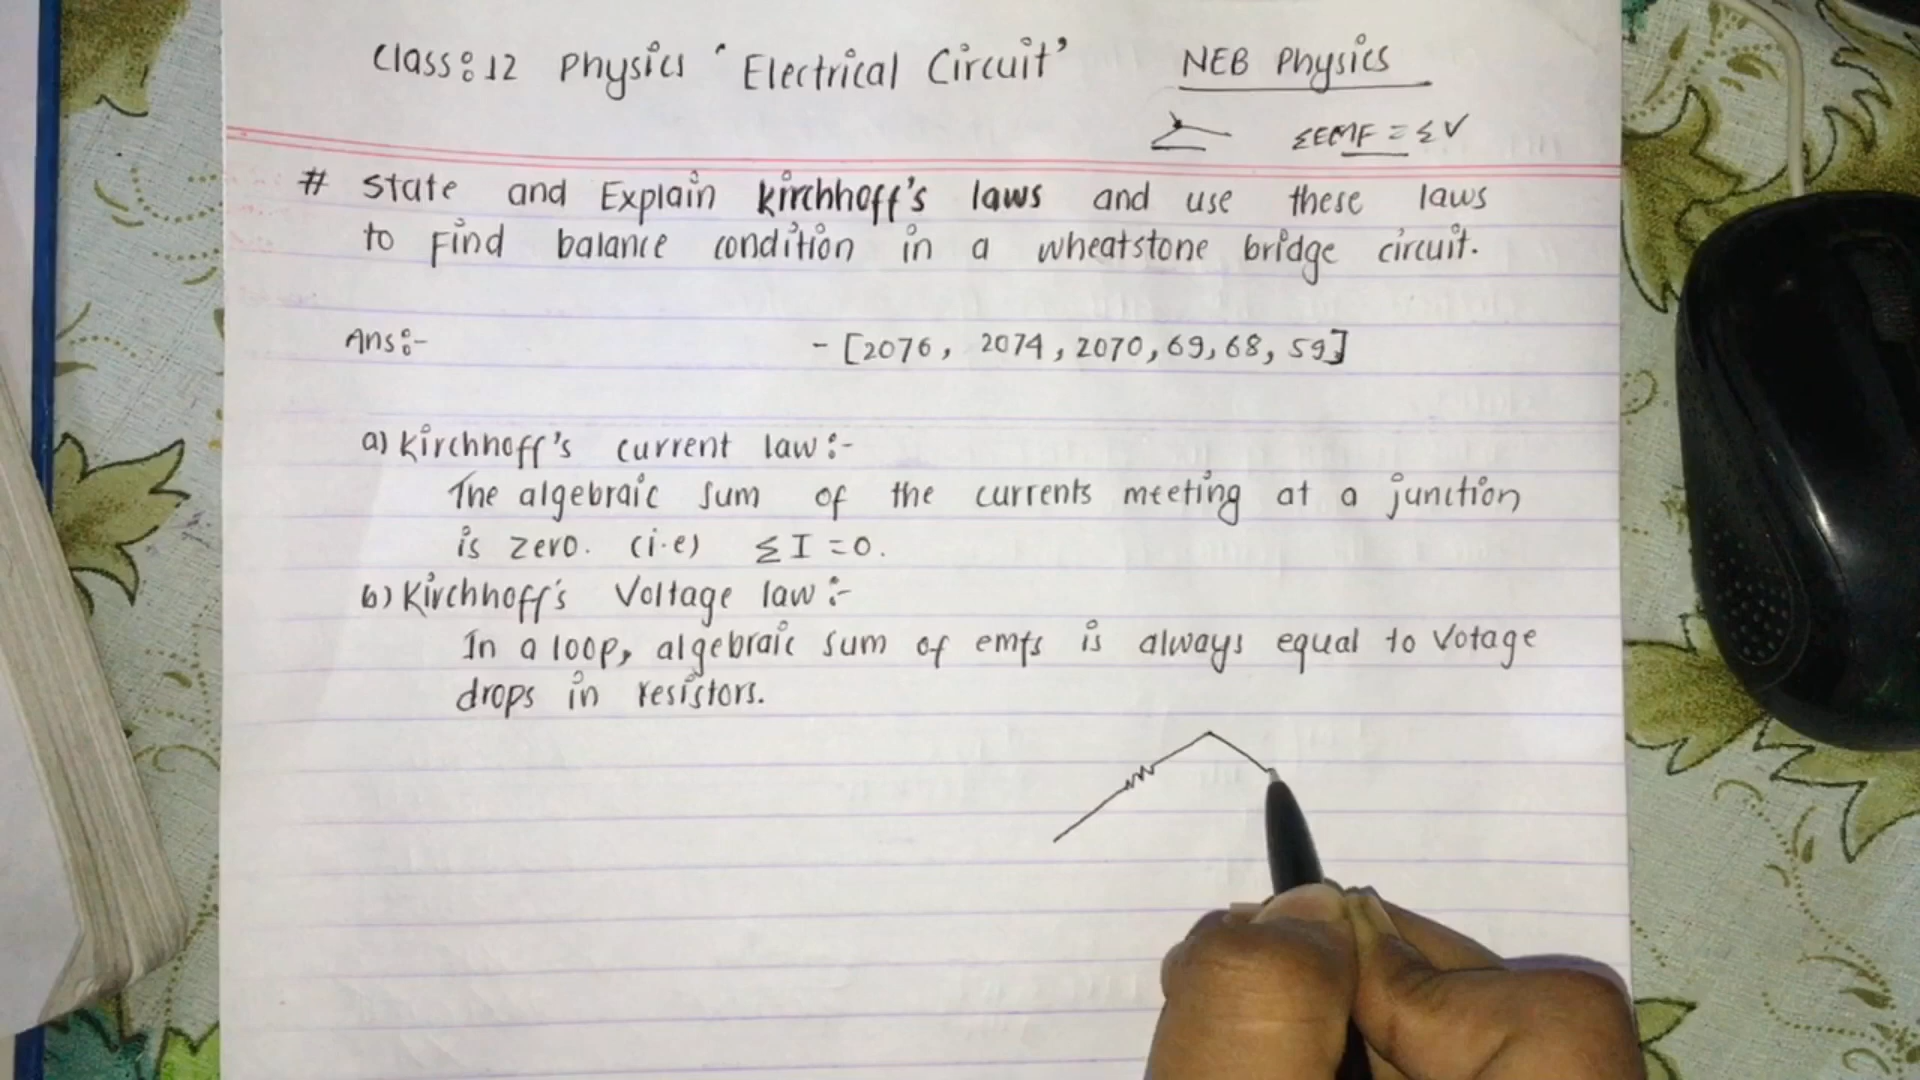 Class: 12 Physics 'Electrical Circuit'
NEB Physics
ΣEMF = ΣV
# State and Explain Kirchhoff's laws and use these laws
to Find balance condition in a wheatstone bridge circuit.
Ans:-
- [2076, 2074, 2070, 69, 68, 59]
a) Kirchhoff's current law :-
The algebraic sum of the currents meeting at a junction
is zero. (i.e) ΣI = 0.
b) Kirchhoff's Voltage law :-
In a loop, algebraic sum of emfs is always equal to Votage
drops in resistors.